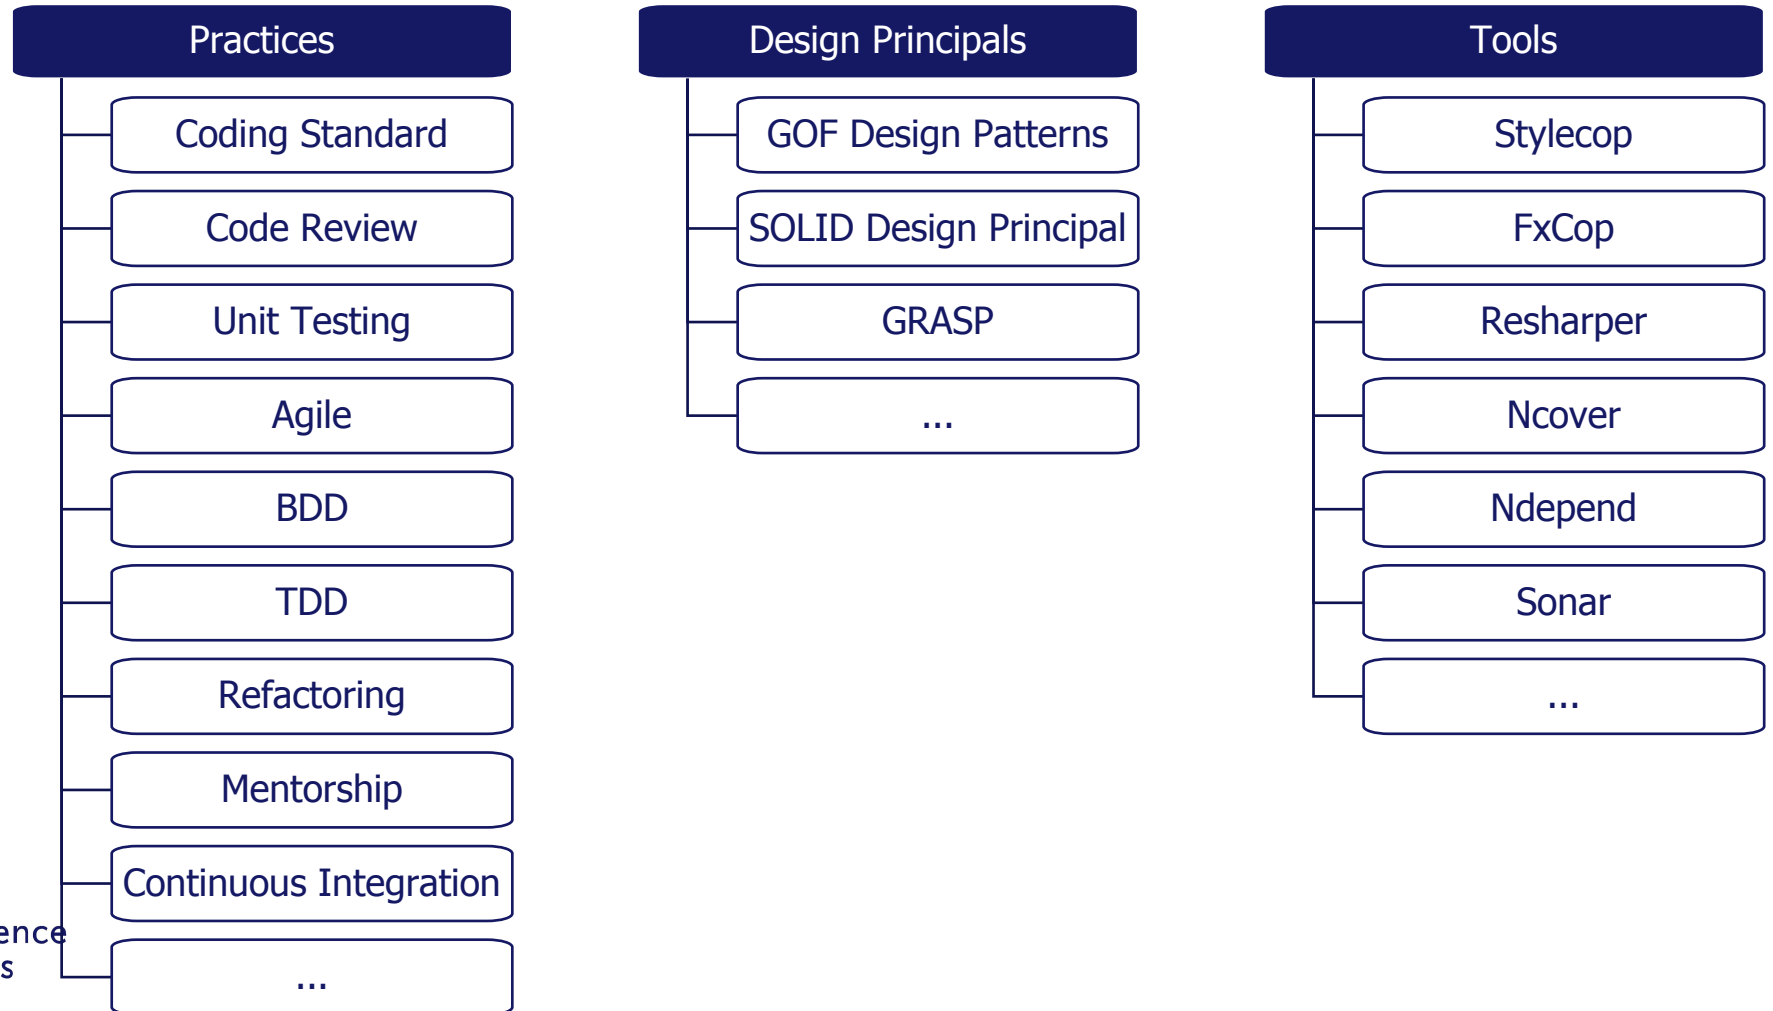 Practices
Coding Standard
Code Review
Unit Testing
Agile
BDD
TDD
Refactoring
Mentorship
Continuous Integration
...
Design Principals
GOF Design Patterns
SOLID Design Principal
GRASP
...
Tools
Stylecop
FxCop
Resharper
Ncover
Ndepend
Sonar
...